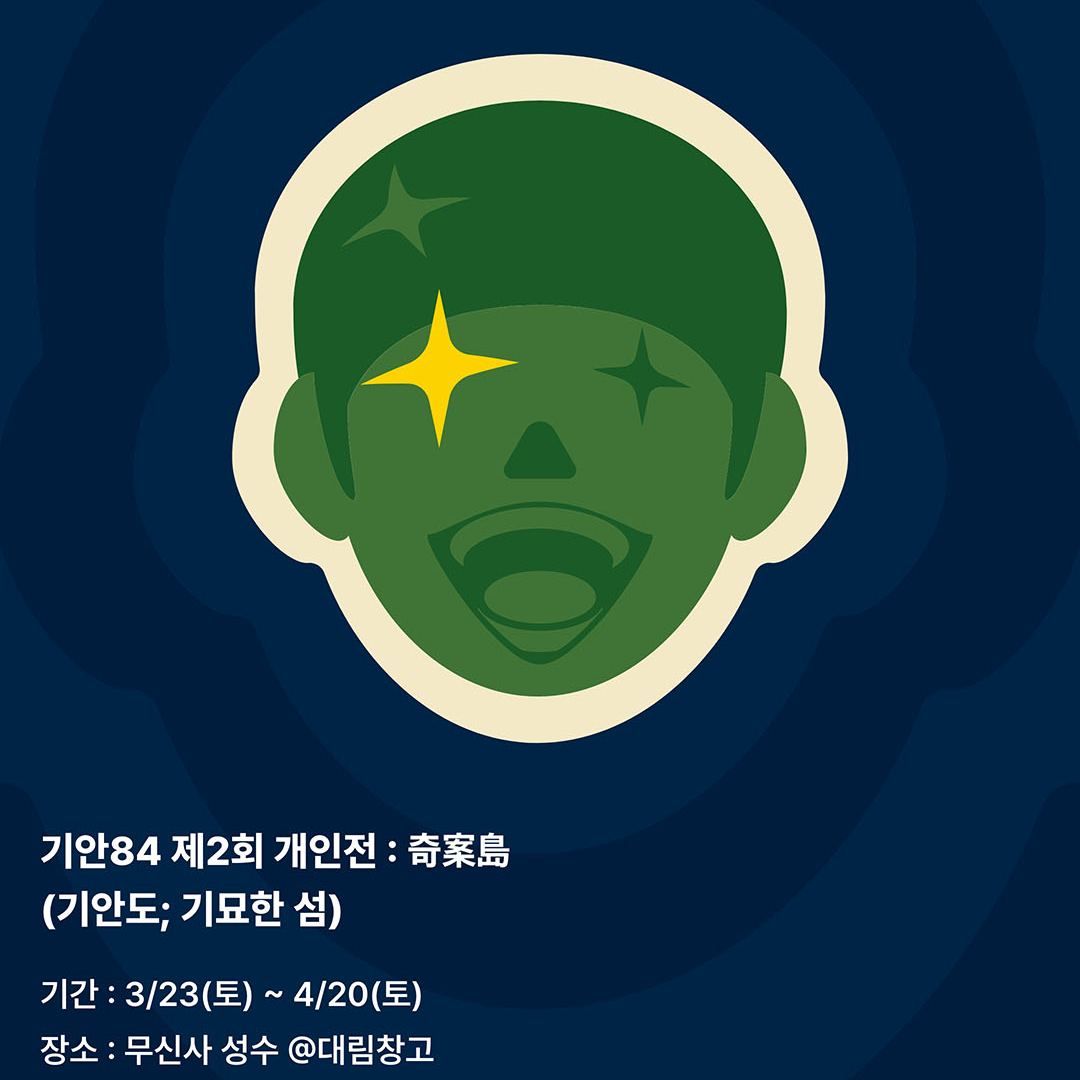 기안84 제2회 개인전 : 奇案島
(기안도; 기묘한 섬)
기간 : 3/23(토) ~ 4/20(토)
장소 : 무신사 성수 @대림창고